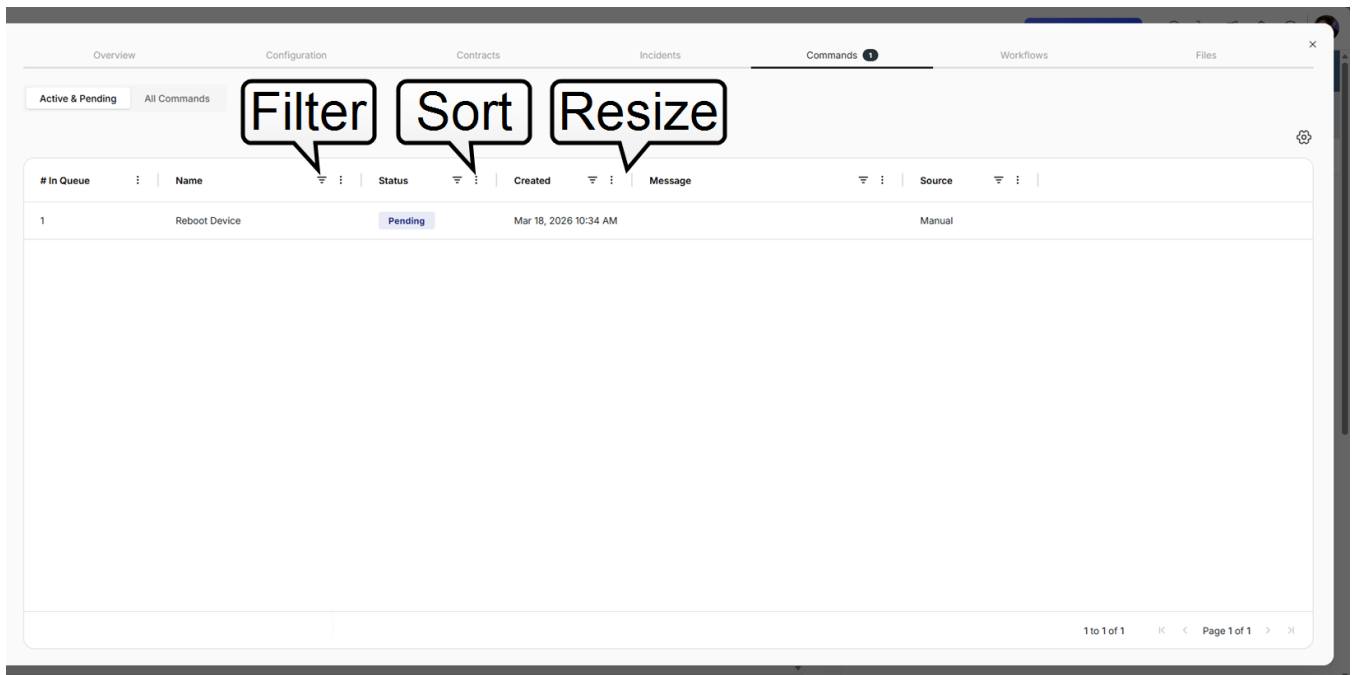 Overview Configuration Contracts Incidents Commands 1 Workflows Files
Active & Pending All Commands
Filter Sort Resize
# In Queue Name Status Created Message Source
1 Reboot Device Pending Mar 18, 2026 10:34 AM Manual
1 to 1 of 1 Page 1 of 1